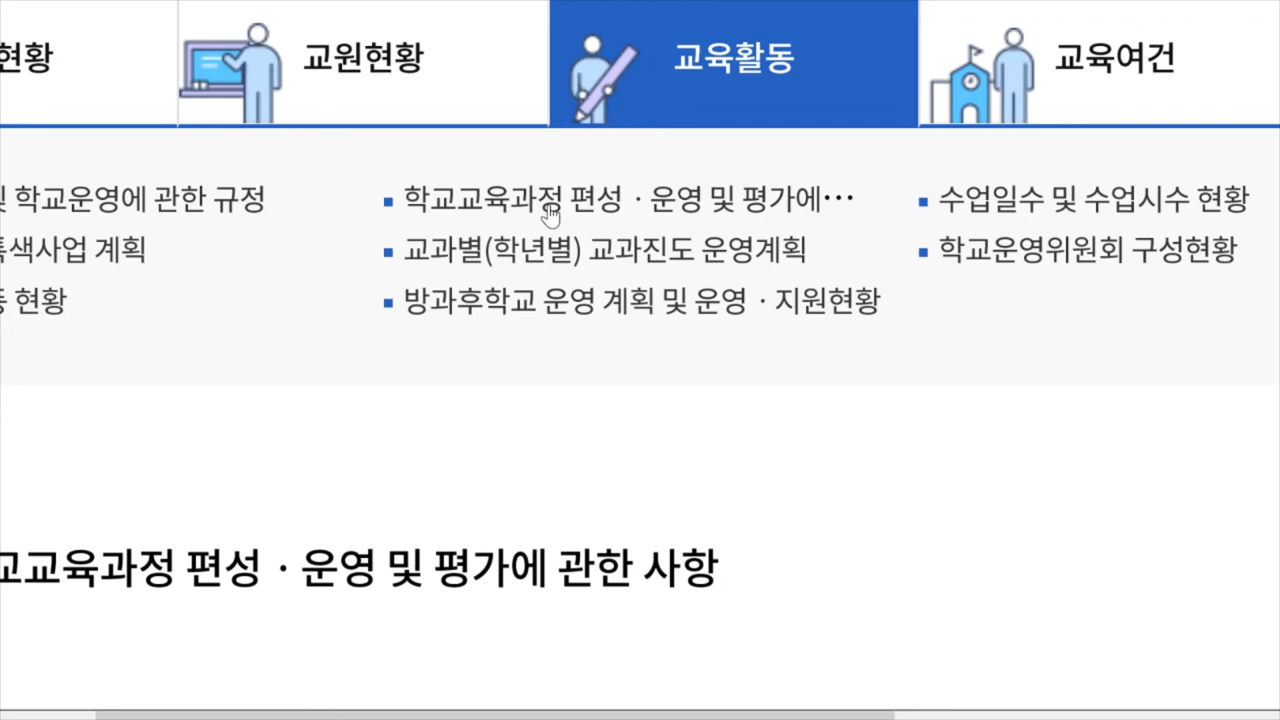 현황
교원현황
교육활동
교육여건
및 학교운영에 관한 규정
학교교육과정 편성 · 운영 및 평가에···
수업일수 및 수업시수 현황
특색사업 계획
교과별(학년별) 교과진도 운영계획
학교운영위원회 구성현황
현황
방과후학교 운영 계획 및 운영 · 지원현황
교교육과정 편성 · 운영 및 평가에 관한 사항